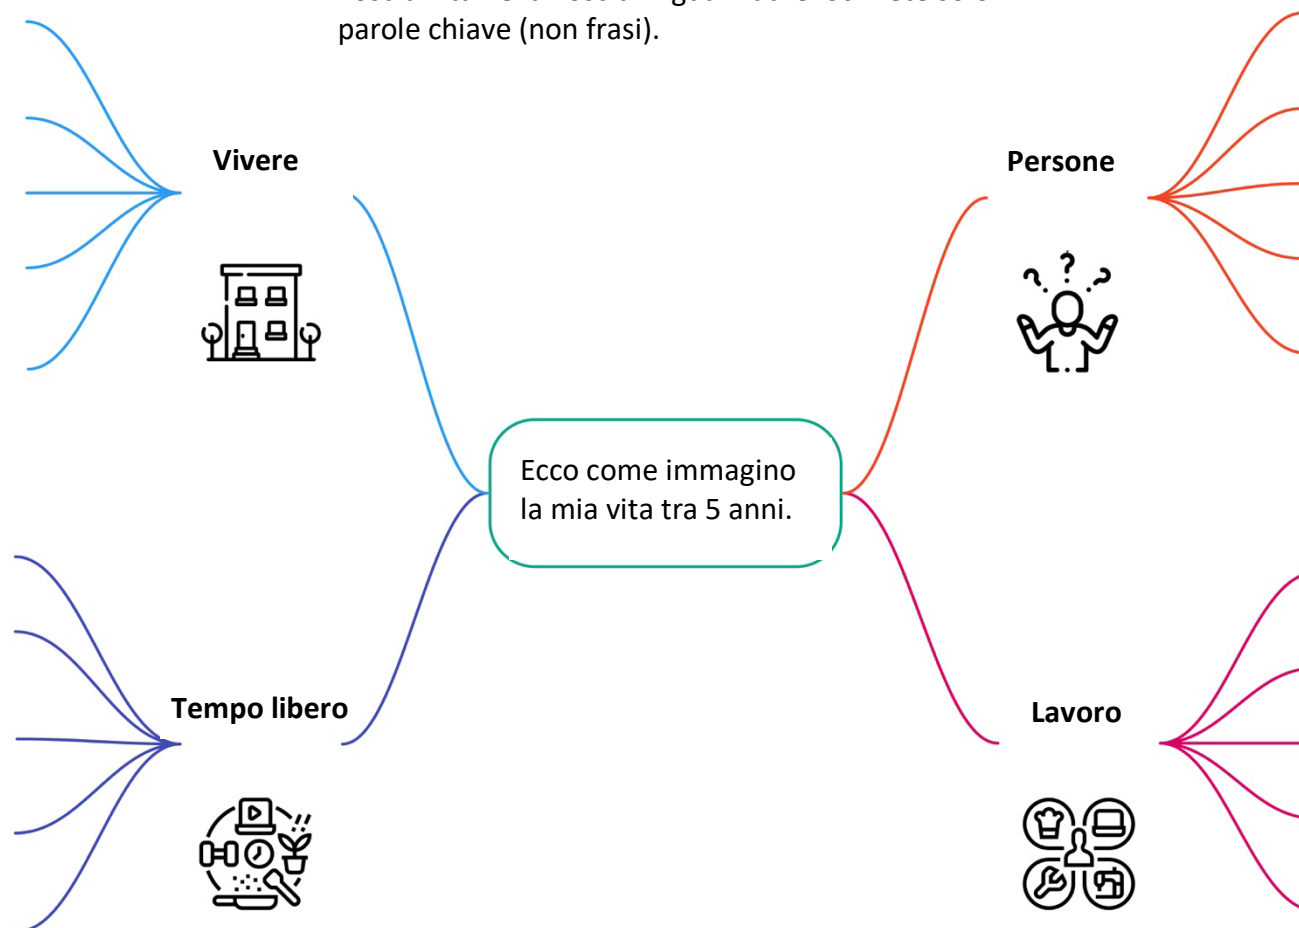 parole chiave (non frasi).
Vivere
Persone
Ecco come immagino
la mia vita tra 5 anni.
Tempo libero
Lavoro